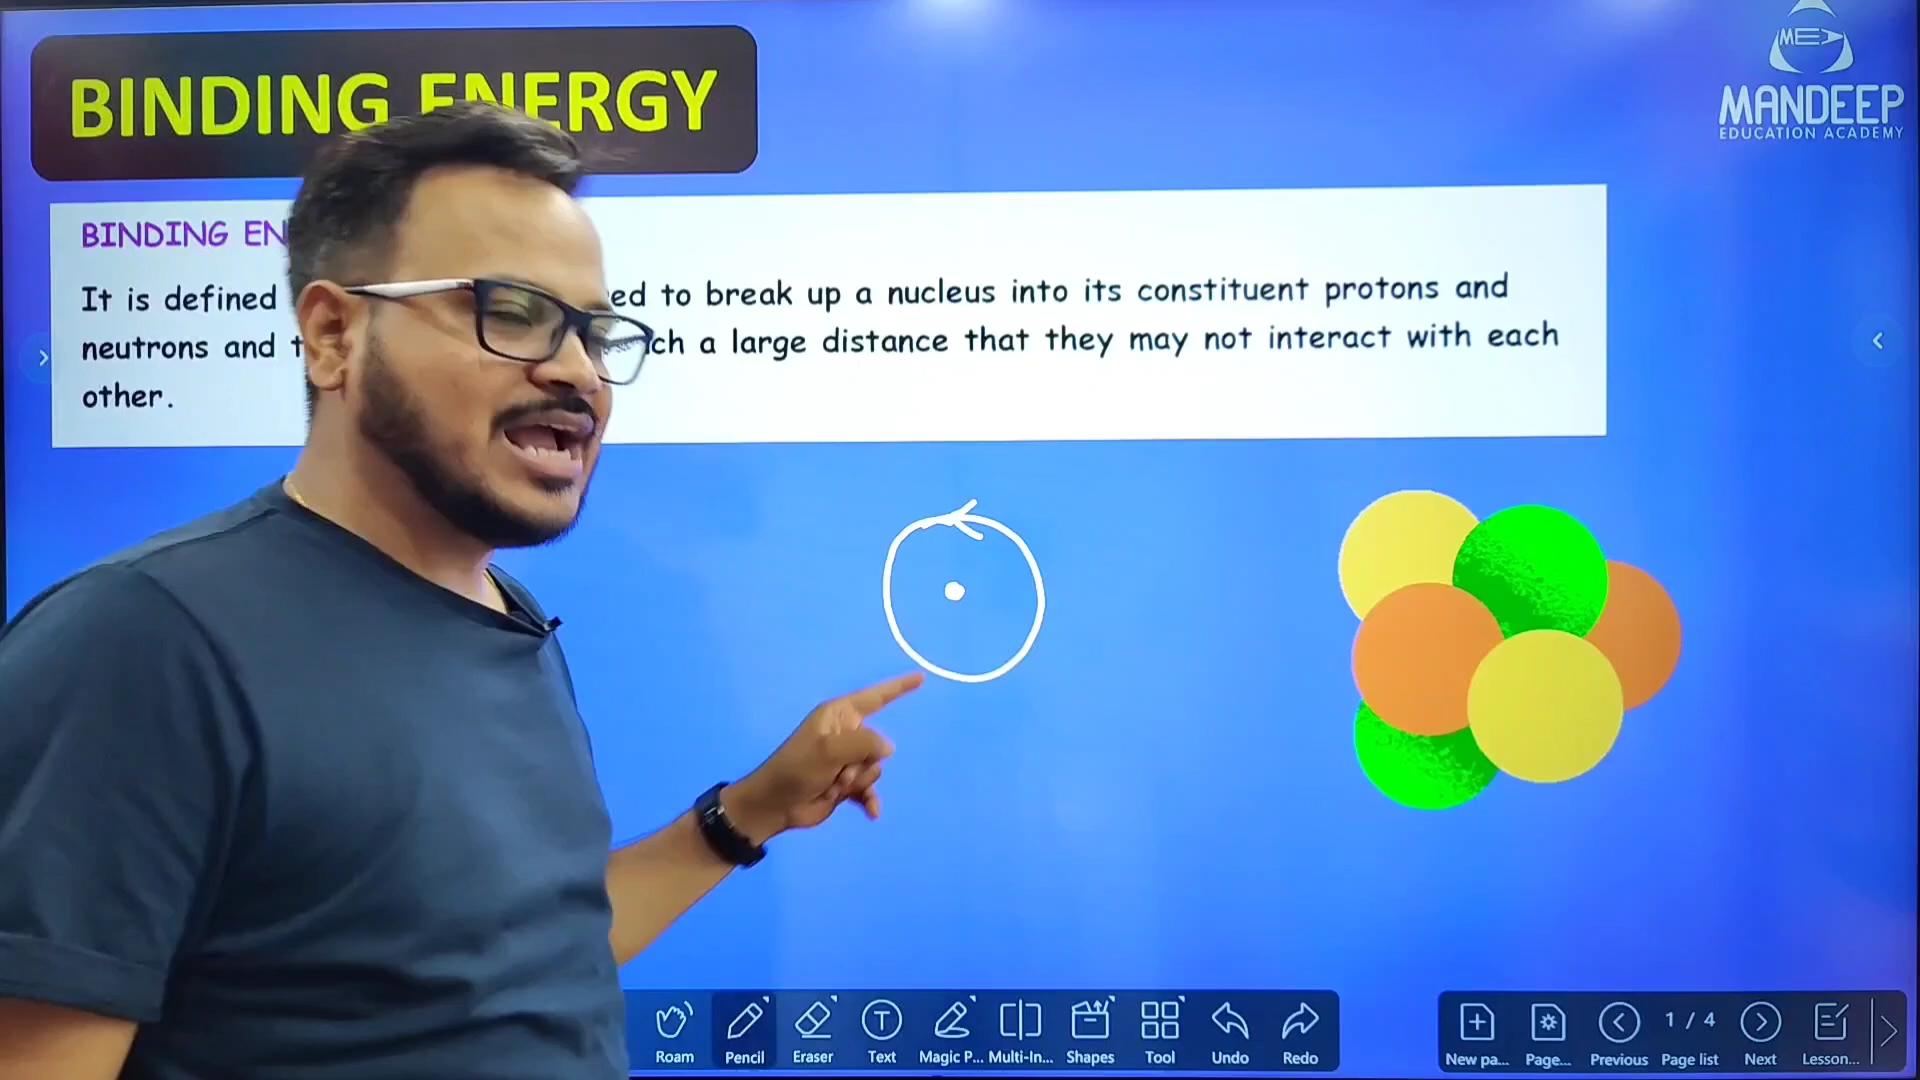 BINDING ENERGY
MEA
MANDEEP
EDUCATION ACADEMY
BINDING EN
It is defined ed to break up a nucleus into its constituent protons and
neutrons and ch a large distance that they may not interact with each
other.
Roam Pencil Eraser Text Magic P... Multi-In... Shapes Tool Undo Redo
New pa... Page... Previous 1 / 4 Page list Next Lesson...